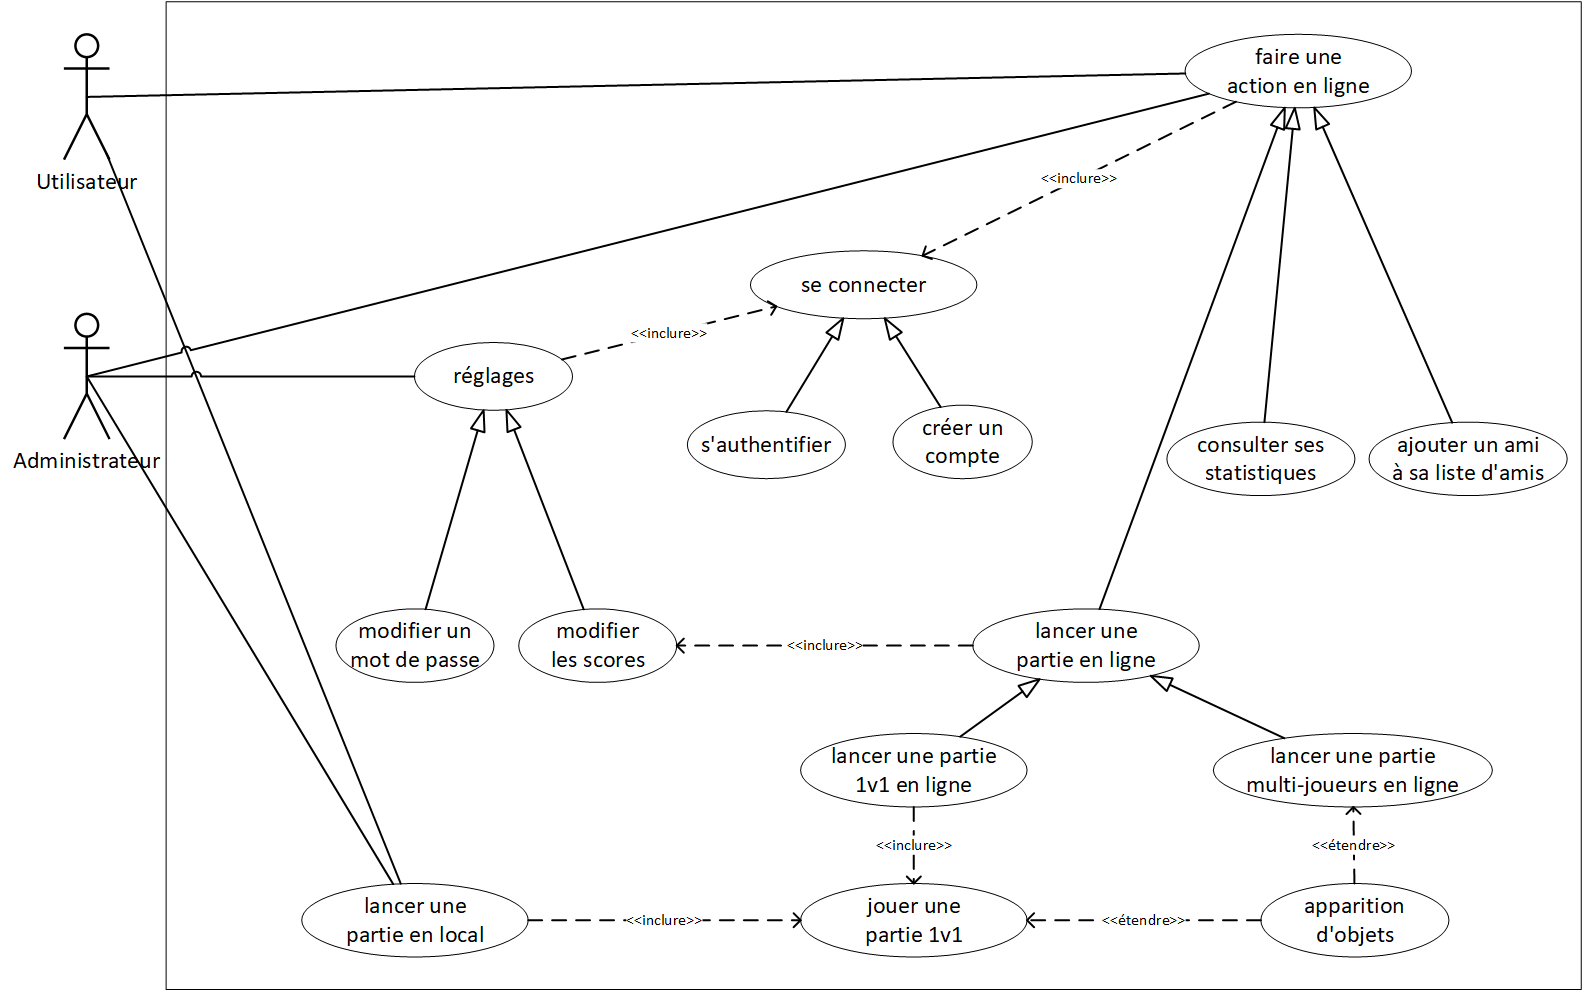 faire une
action en ligne
Utilisateur
<<inclure>>
se connecter
<<inclure>>
réglages
Administrateur
s'authentifier
créer un
compte
consulter ses
statistiques
ajouter un ami
à sa liste d'amis
modifier un
mot de passe
modifier
les scores
<<inclure>>
lancer une
partie en ligne
lancer une partie
1v1 en ligne
lancer une partie
multi-joueurs en ligne
<<inclure>>
<<étendre>>
lancer une
partie en local
<<inclure>>
jouer une
partie 1v1
<<étendre>>
apparition
d'objets